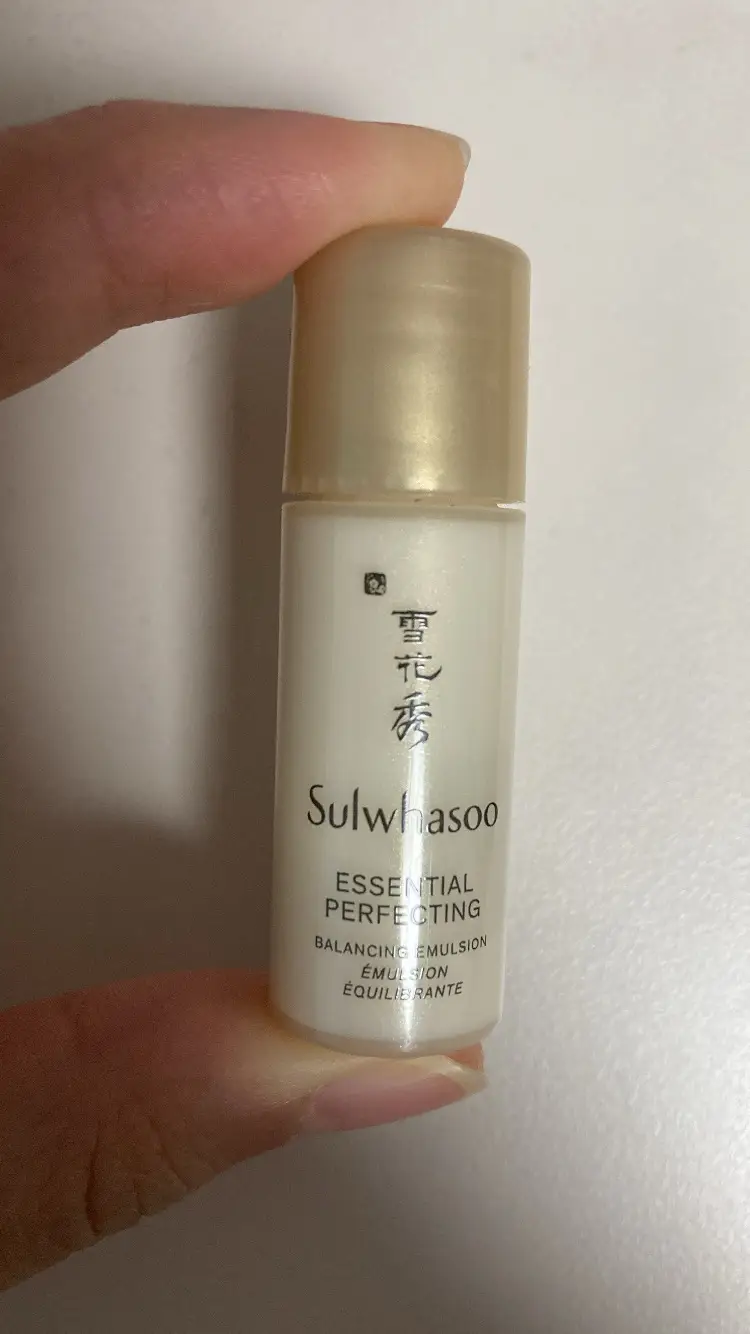 雪花秀
Sulwhasoo
ESSENTIAL
PERFECTING
BALANCING EMULSION
ÉMULSION
ÉQUILIBRANTE